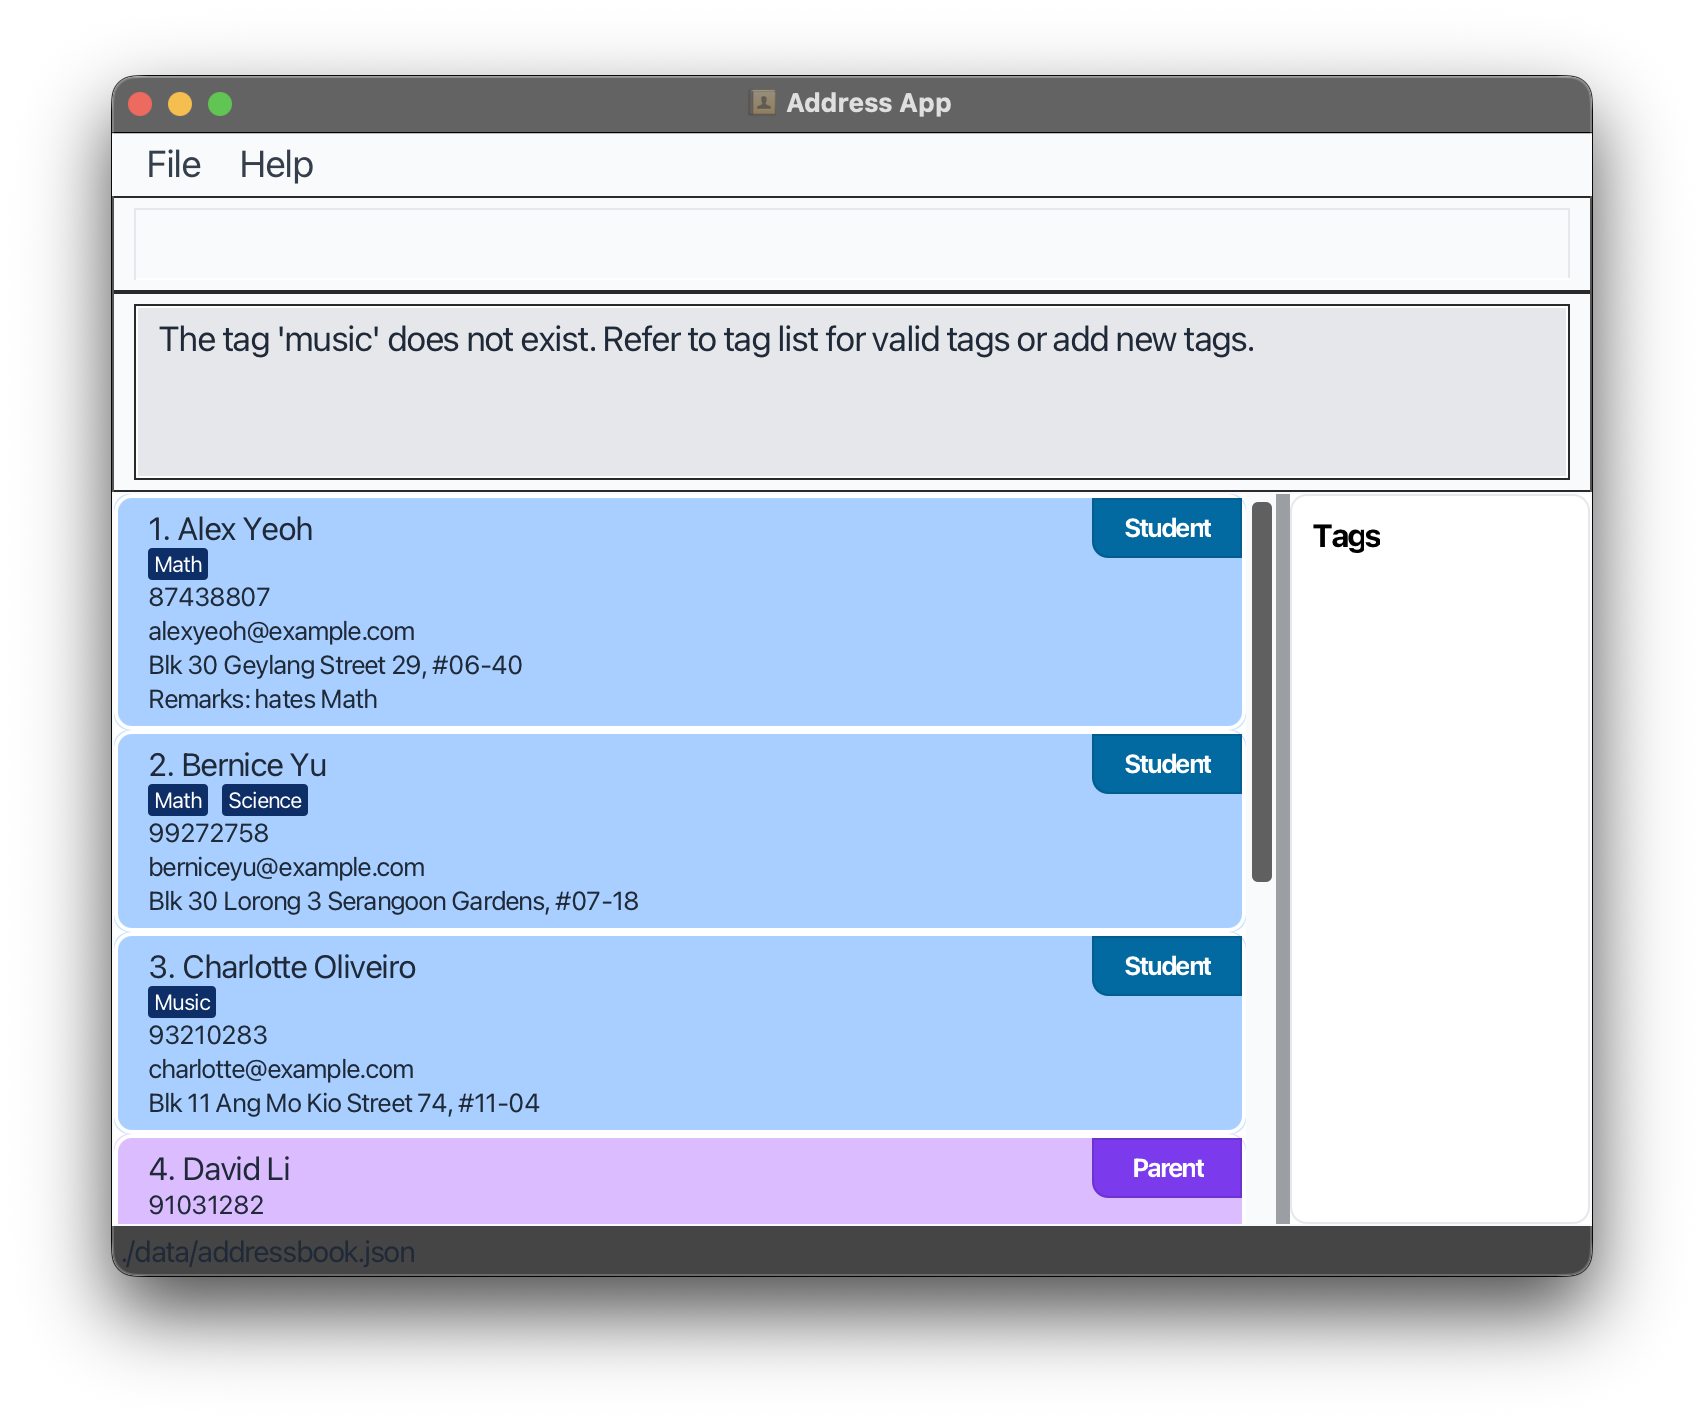 Address App
File Help
The tag 'music' does not exist. Refer to tag list for valid tags or add new tags.
1. Alex Yeoh
Student
Math
87438807
alexyeoh@example.com
Blk 30 Geylang Street 29, #06-40
Remarks: hates Math
2. Bernice Yu
Student
Math Science
99272758
berniceyu@example.com
Blk 30 Lorong 3 Serangoon Gardens, #07-18
3. Charlotte Oliveiro
Student
Music
93210283
charlotte@example.com
Blk 11 Ang Mo Kio Street 74, #11-04
4. David Li
Parent
91031282
Tags
./data/addressbook.json